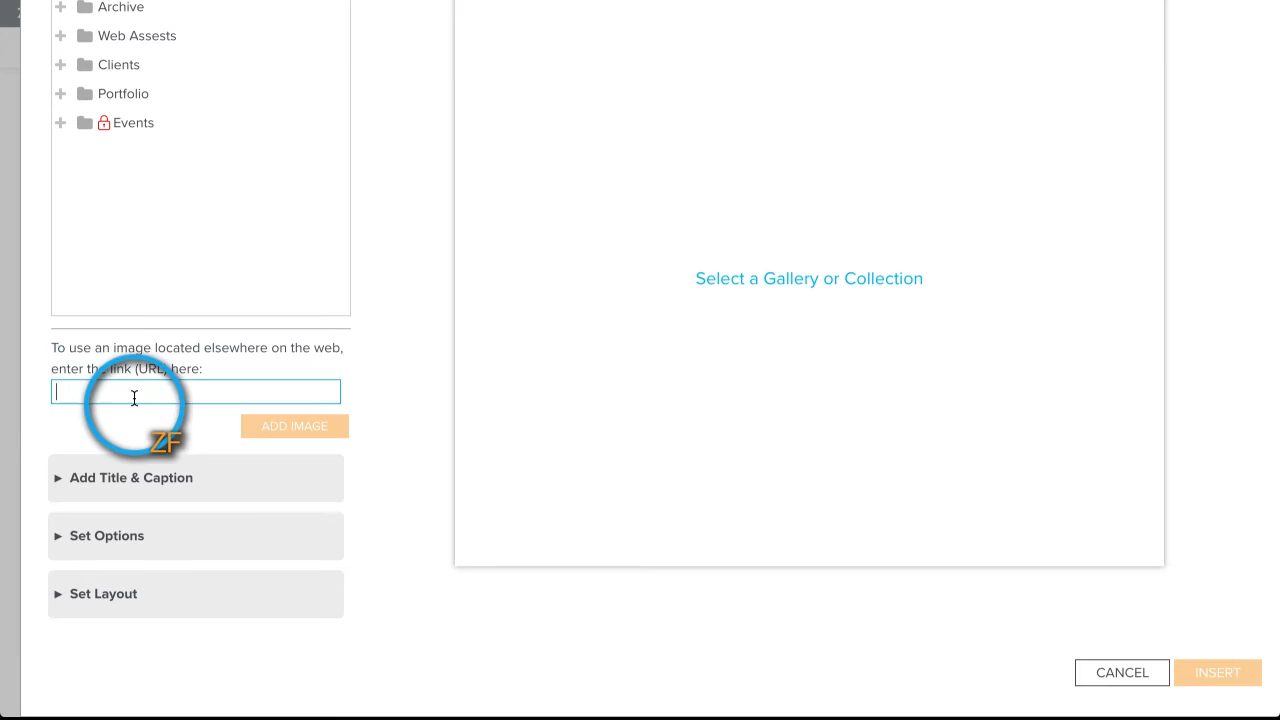 Archive
Web Assests
Clients
Portfolio
Events
Select a Gallery or Collection
To use an image located elsewhere on the web,
enter the link (URL) here:
ZF
ADD IMAGE
Add Title & Caption
Set Options
Set Layout
CANCEL
INSERT